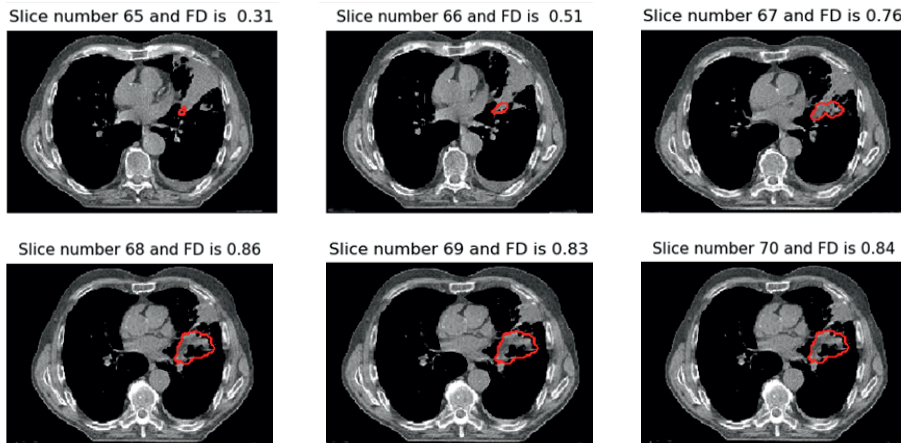 Slice number 65 and FD is 0.31
Slice number 66 and FD is 0.51
Slice number 67 and FD is 0.76
Slice number 68 and FD is 0.86
Slice number 69 and FD is 0.83
Slice number 70 and FD is 0.84